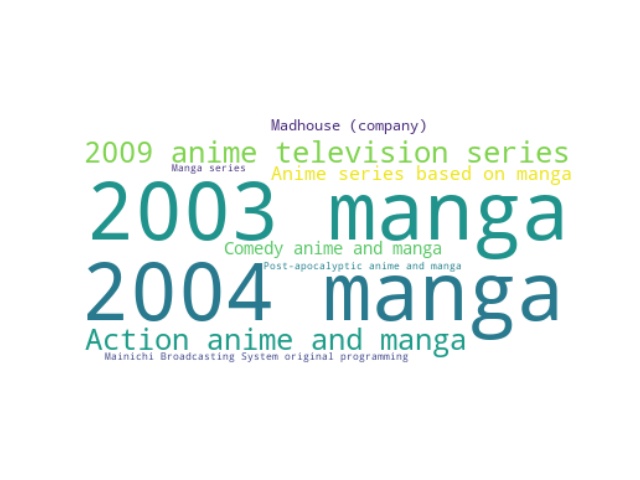 Madhouse (company)
2009 anime television series
Manga series
Anime series based on manga
2003 manga
Comedy anime and manga
Post-apocalyptic anime and manga
2004 manga
Action anime and manga
Mainichi Broadcasting System original programming